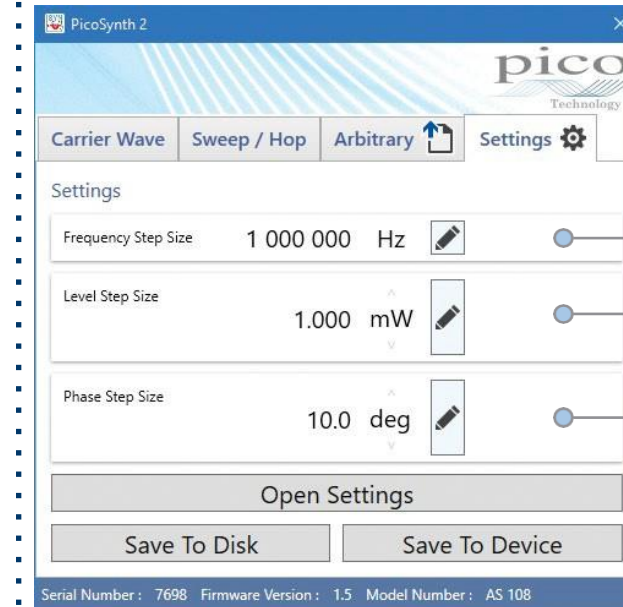 PicoSynth 2
pico
Technology
Carrier Wave Sweep / Hop Arbitrary Settings
Settings
Frequency Step Size 1 000 000 Hz
Level Step Size
1.000 mW
Phase Step Size
10.0 deg
Open Settings
Save To Disk Save To Device
Serial Number : 7698 Firmware Version : 1.5 Model Number : AS 108